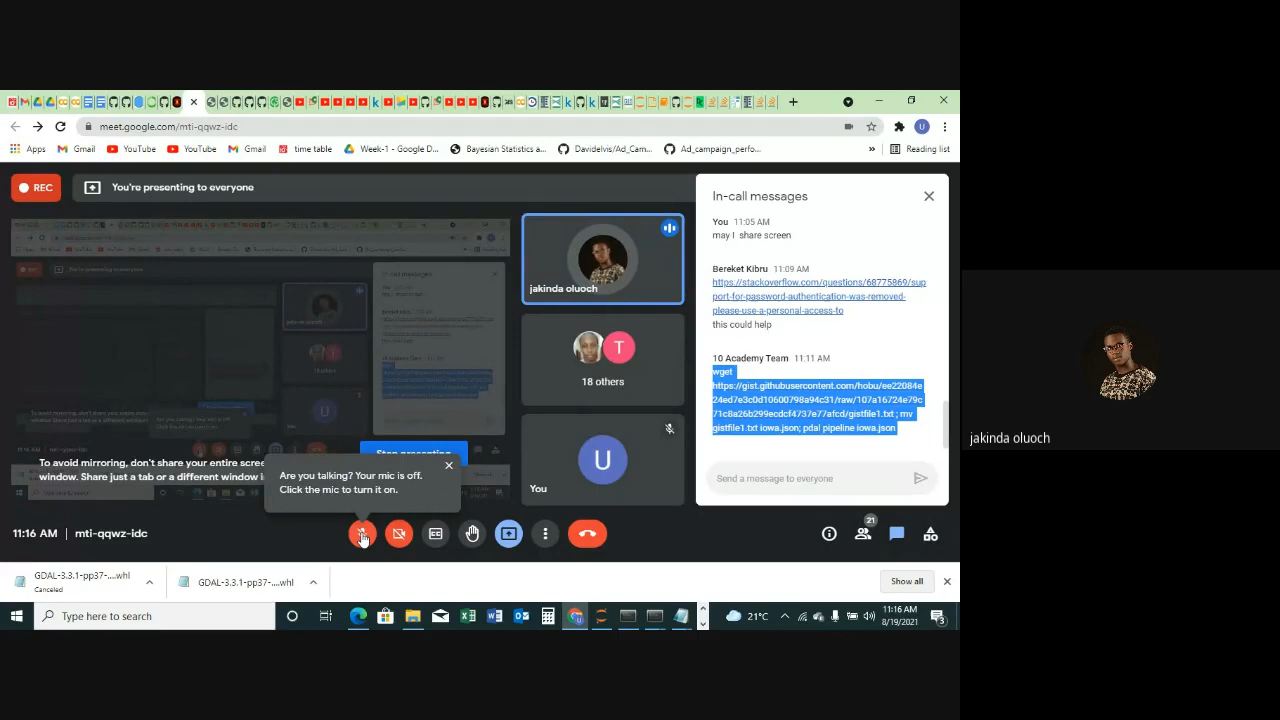 meet.google.com/mti-qqwz-idc
Apps
Gmail
YouTube
YouTube
Gmail
time table
Week-1 - Google D...
Bayesian Statistics a...
Davidelvis/Ad_Cam...
Ad_campaign_perfo...
»
Reading list
REC
You're presenting to everyone
In-call messages
You 11:05 AM
may I share screen
Bereket Kibru 11:09 AM
https://stackoverflow.com/questions/68775869/sup
port-for-password-authentication-was-removed-
please-use-a-personal-access-to
this could help
10 Academy Team 11:11 AM
wget
https://gist.githubusercontent.com/hobu/ee22084e
24ed7e3c0d10600798a94c31/raw/107a16724e79c
71c8a26b299ecdcf4737e77afcd/gistfile1.txt ; mv
gistfile1.txt iowa.json; pdal pipeline iowa.json
Send a message to everyone
jakinda oluoch
T
18 others
U
You
Stop presenting
To avoid mirroring, don't share your entire scre
window. Share just a tab or a different window i
Are you talking? Your mic is off.
Click the mic to turn it on.
11:16 AM | mti-qqwz-idc
21
GDAL-3.3.1-pp37-....whl
Canceled
GDAL-3.3.1-pp37-....whl
Show all
Type here to search
21°C
11:16 AM
8/19/2021
3
jakinda oluoch